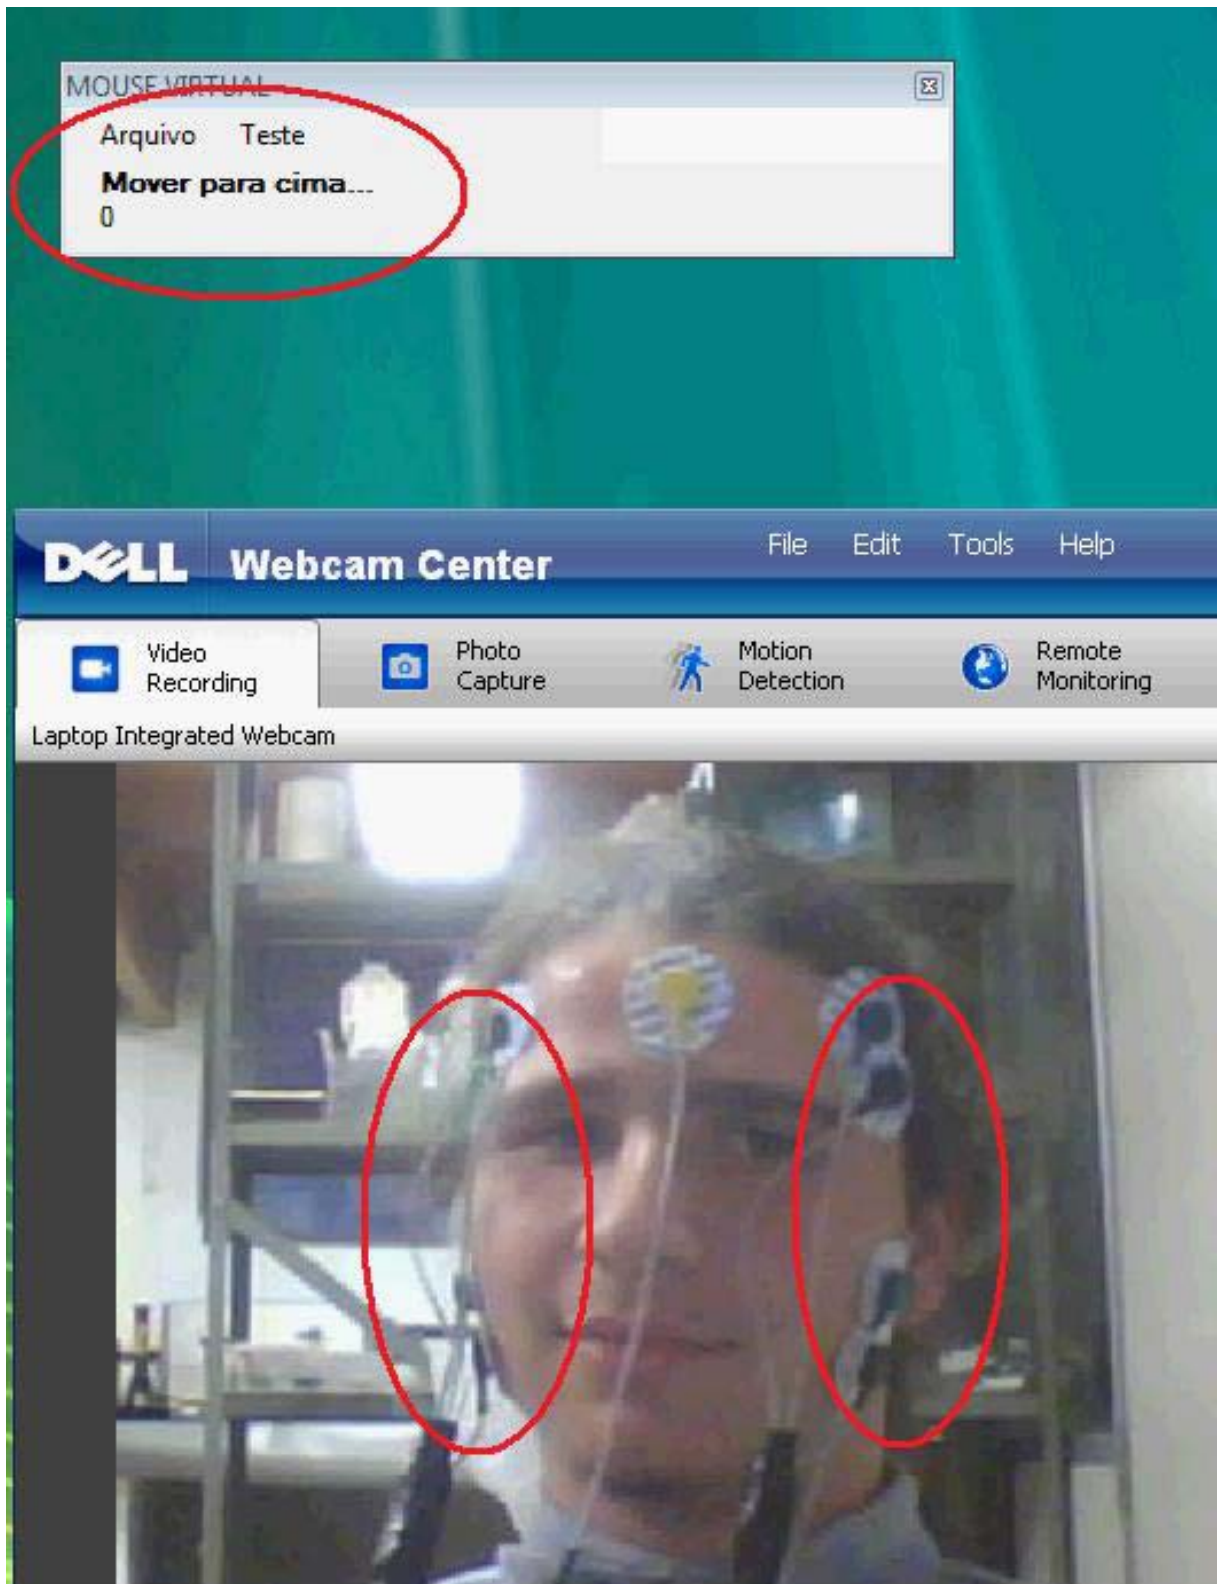 MOUSE VIRTUAL
Arquivo Teste
Mover para cima...
0
DELL Webcam Center File Edit Tools Help
Video Recording
Photo Capture
Motion Detection
Remote Monitoring
Laptop Integrated Webcam